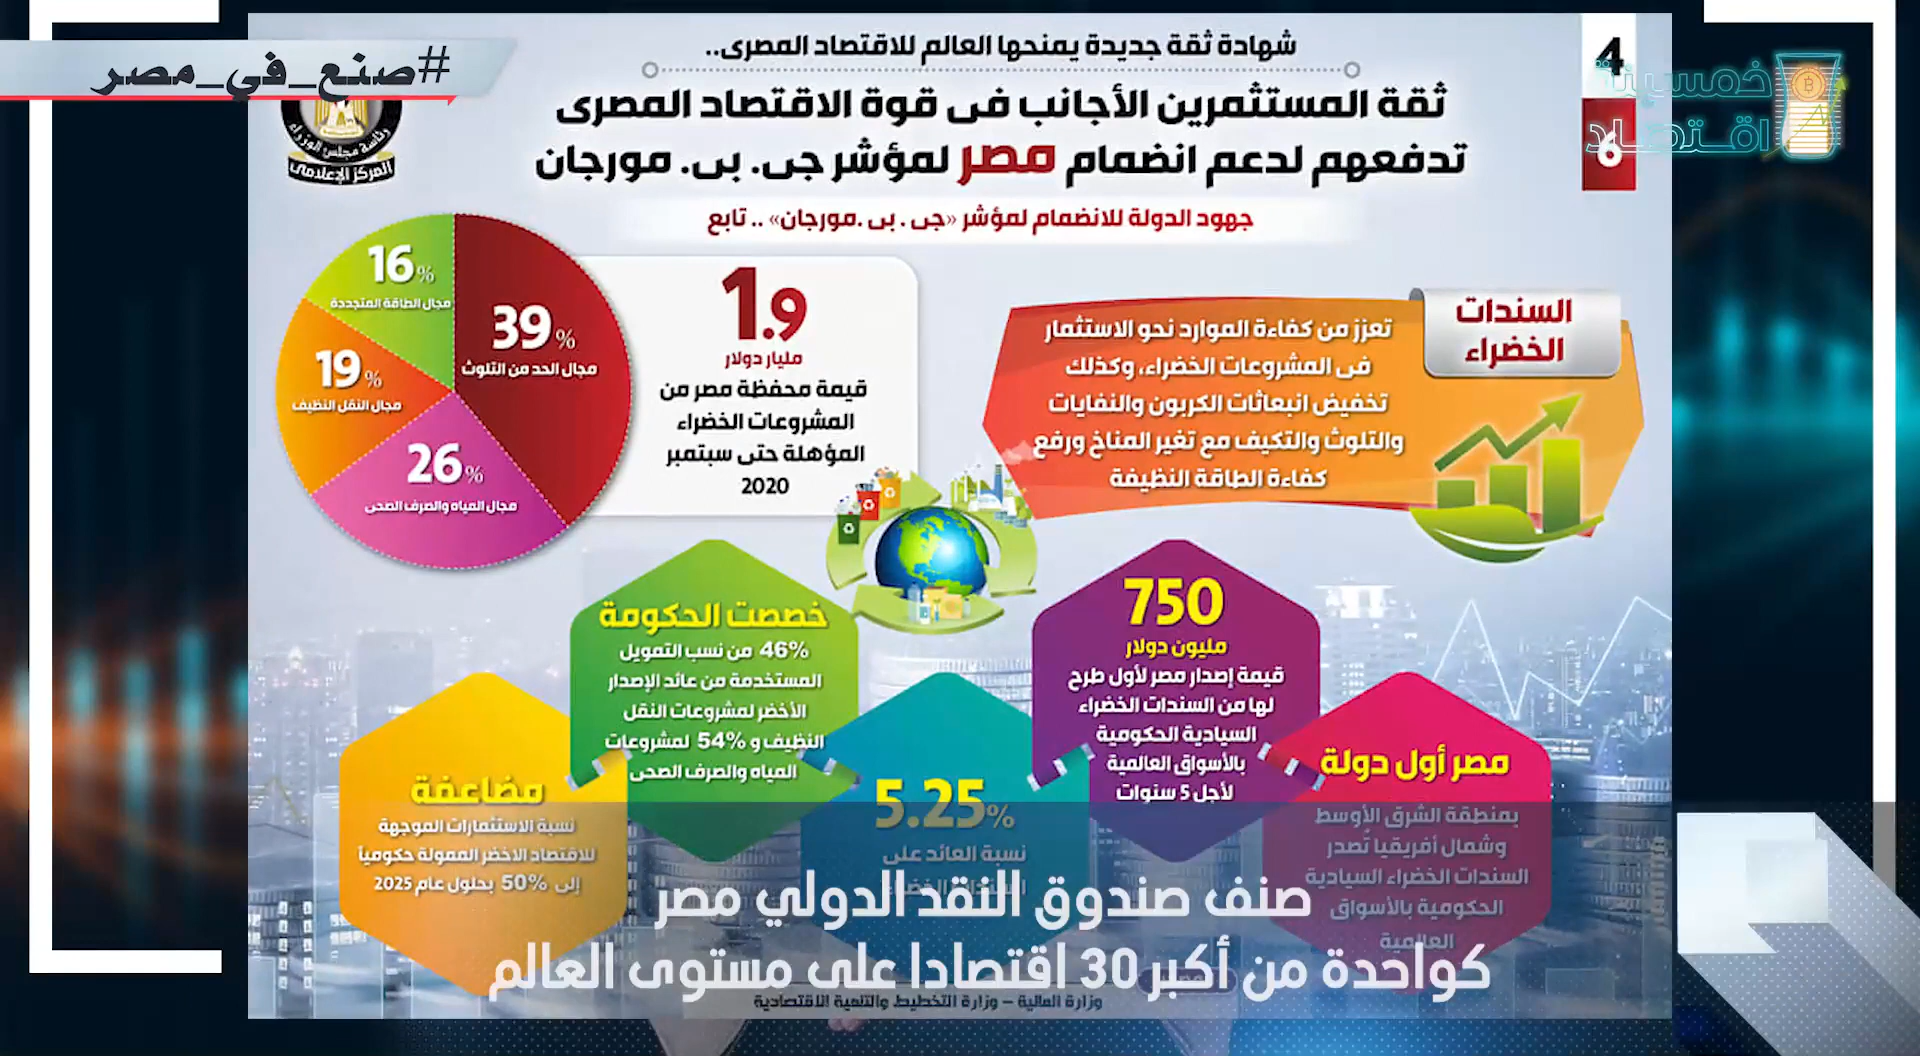 #صنع_في_مصر
خمسينة
اقتصاد
4
6
شهادة ثقة جديدة يمنحها العالم للاقتصاد المصرى..
ثقة المستثمرين الأجانب فى قوة الاقتصاد المصرى
تدفعهم لدعم انضمام مصر لمؤشر جى. بى. مورجان
رئاسة مجلس الوزراء
المركز الإعلامى
جهود الدولة للانضمام لمؤشر «جى . بى .مورجان» .. تابع
السندات
الخضراء
تعزز من كفاءة الموارد نحو الاستثمار
فى المشروعات الخضراء، وكذلك
تخفيض انبعاثات الكربون والنفايات
والتلوث والتكيف مع تغير المناخ ورفع
كفاءة الطاقة النظيفة
1.9
مليار دولار
قيمة محفظة مصر من
المشروعات الخضراء
المؤهلة حتى سبتمبر
2020
39%
مجال الحد من التلوث
16%
مجال الطاقة المتجددة
19%
مجال النقل النظيف
26%
مجال المياه والصرف الصحى
مصر أول دولة
بمنطقة الشرق الأوسط
وشمال أفريقيا تُصدر
السندات الخضراء السيادية
الحكومية بالأسواق
العالمية
750
مليون دولار
قيمة إصدار مصر لأول طرح
لها من السندات الخضراء
السيادية الحكومية
بالأسواق العالمية
لأجل 5 سنوات
5.25%
نسبة العائد على
خصصت الحكومة
46% من نسب التمويل
المستخدمة من عائد الإصدار
الأخضر لمشروعات النقل
النظيف و 54% لمشروعات
المياه والصرف الصحى
مضاعفة
نسبة الاستثمارات الموجهة
للاقتصاد الاخضر الممولة حكومياً
إلى 50% بحلول عام 2025
صنف صندوق النقد الدولي مصر
كواحدة من أكبر 30 اقتصادا على مستوى العالم
وزارة المالية – وزارة التخطيط والتنمية الاقتصادية